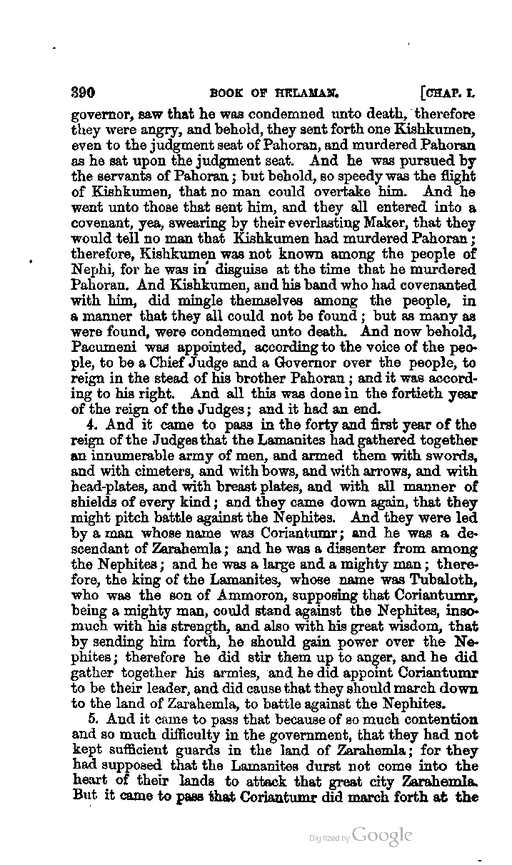 390 BOOK OF HELAMAN. [CHAP. I.
governor, saw that he was condemned unto death, therefore
they were angry, and behold, they sent forth one Kishkumen,
even to the judgment seat of Pahoran, and murdered Pahoran
as he sat upon the judgment seat. And he was pursued by
the servants of Pahoran; but behold, so speedy was the flight
of Kishkumen, that no man could overtake him. And he
went unto those that sent him, and they all entered into a
covenant, yea, swearing by their everlasting Maker, that they
would tell no man that Kishkumen had murdered Pahoran;
therefore, Kishkumen was not known among the people of
Nephi, for he was in disguise at the time that he murdered
Pahoran. And Kishkumen, and his band who had covenanted
with him, did mingle themselves among the people, in
a manner that they all could not be found; but as many as
were found, were condemned unto death. And now behold,
Pacumeni was appointed, according to the voice of the peo-
ple, to be a Chief Judge and a Governor over the people, to
reign in the stead of his brother Pahoran; and it was accord-
ing to his right. And all this was done in the fortieth year
of the reign of the Judges; and it had an end.
4. And it came to pass in the forty and first year of the
reign of the Judges that the Lamanites had gathered together
an innumerable army of men, and armed them with swords,
and with cimeters, and with bows, and with arrows, and with
head-plates, and with breast plates, and with all manner of
shields of every kind; and they came down again, that they
might pitch battle against the Nephites. And they were led
by a man whose name was Coriantumr; and he was a de-
scendant of Zarahemla; and he was a dissenter from among
the Nephites; and he was a large and a mighty man; there-
fore, the king of the Lamanites, whose name was Tubaloth,
who was the son of Ammoron, supposing that Coriantumr,
being a mighty man, could stand against the Nephites, inso-
much with his strength, and also with his great wisdom, that
by sending him forth, he should gain power over the Ne-
phites; therefore he did stir them up to anger, and he did
gather together his armies, and he did appoint Coriantumr
to be their leader, and did cause that they should march down
to the land of Zarahemla, to battle against the Nephites.
5. And it came to pass that because of so much contention
and so much difficulty in the government, that they had not
kept sufficient guards in the land of Zarahemla; for they
had supposed that the Lamanites durst not come into the
heart of their lands to attack that great city Zarahemla.
But it came to pass that Coriantumr did march forth at the
Digitized by Google